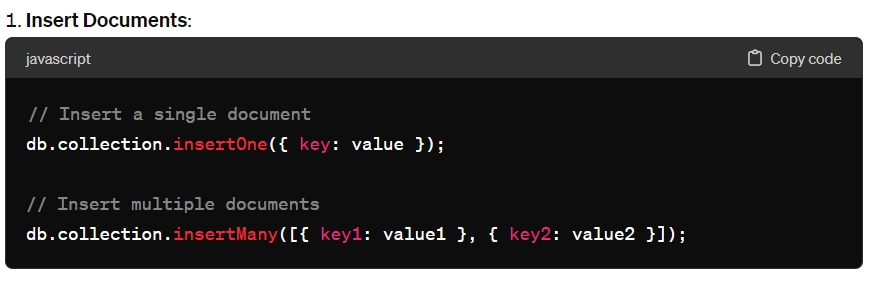 1. Insert Documents:
javascript Copy code
// Insert a single document
db.collection.insertOne({ key: value });
// Insert multiple documents
db.collection.insertMany([{ key1: value1 }, { key2: value2 }]);